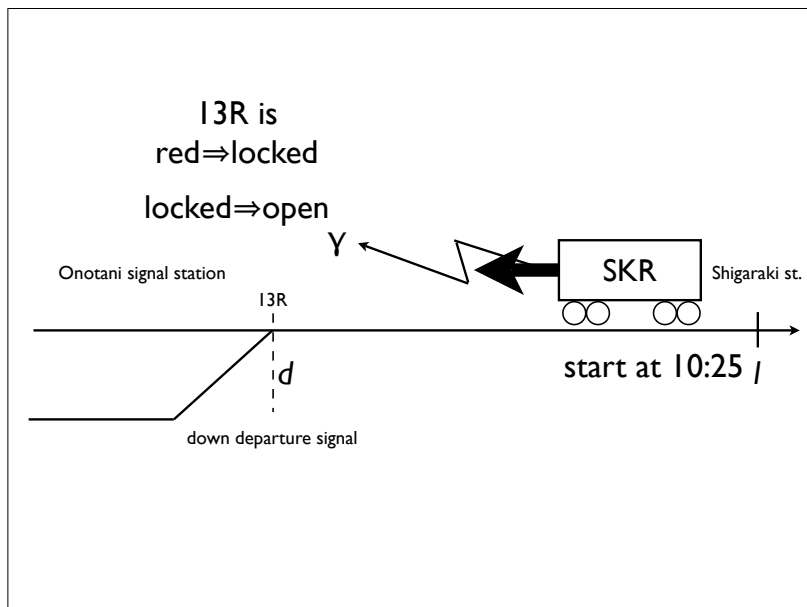 13R is
red⇒locked
locked⇒open
γ
SKR
Onotani signal station
Shigaraki st.
13R
start at 10:25
l
d
down departure signal